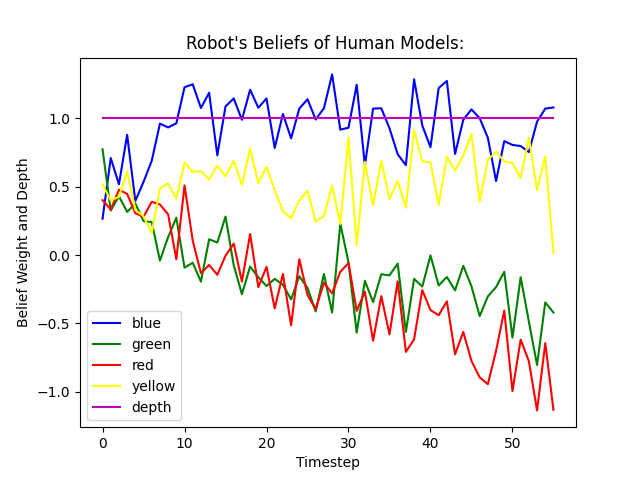 Robot's Beliefs of Human Models:
Belief Weight and Depth
1.0
0.5
0.0
−0.5
−1.0
blue
green
red
yellow
depth
0 10 20 30 40 50
Timestep